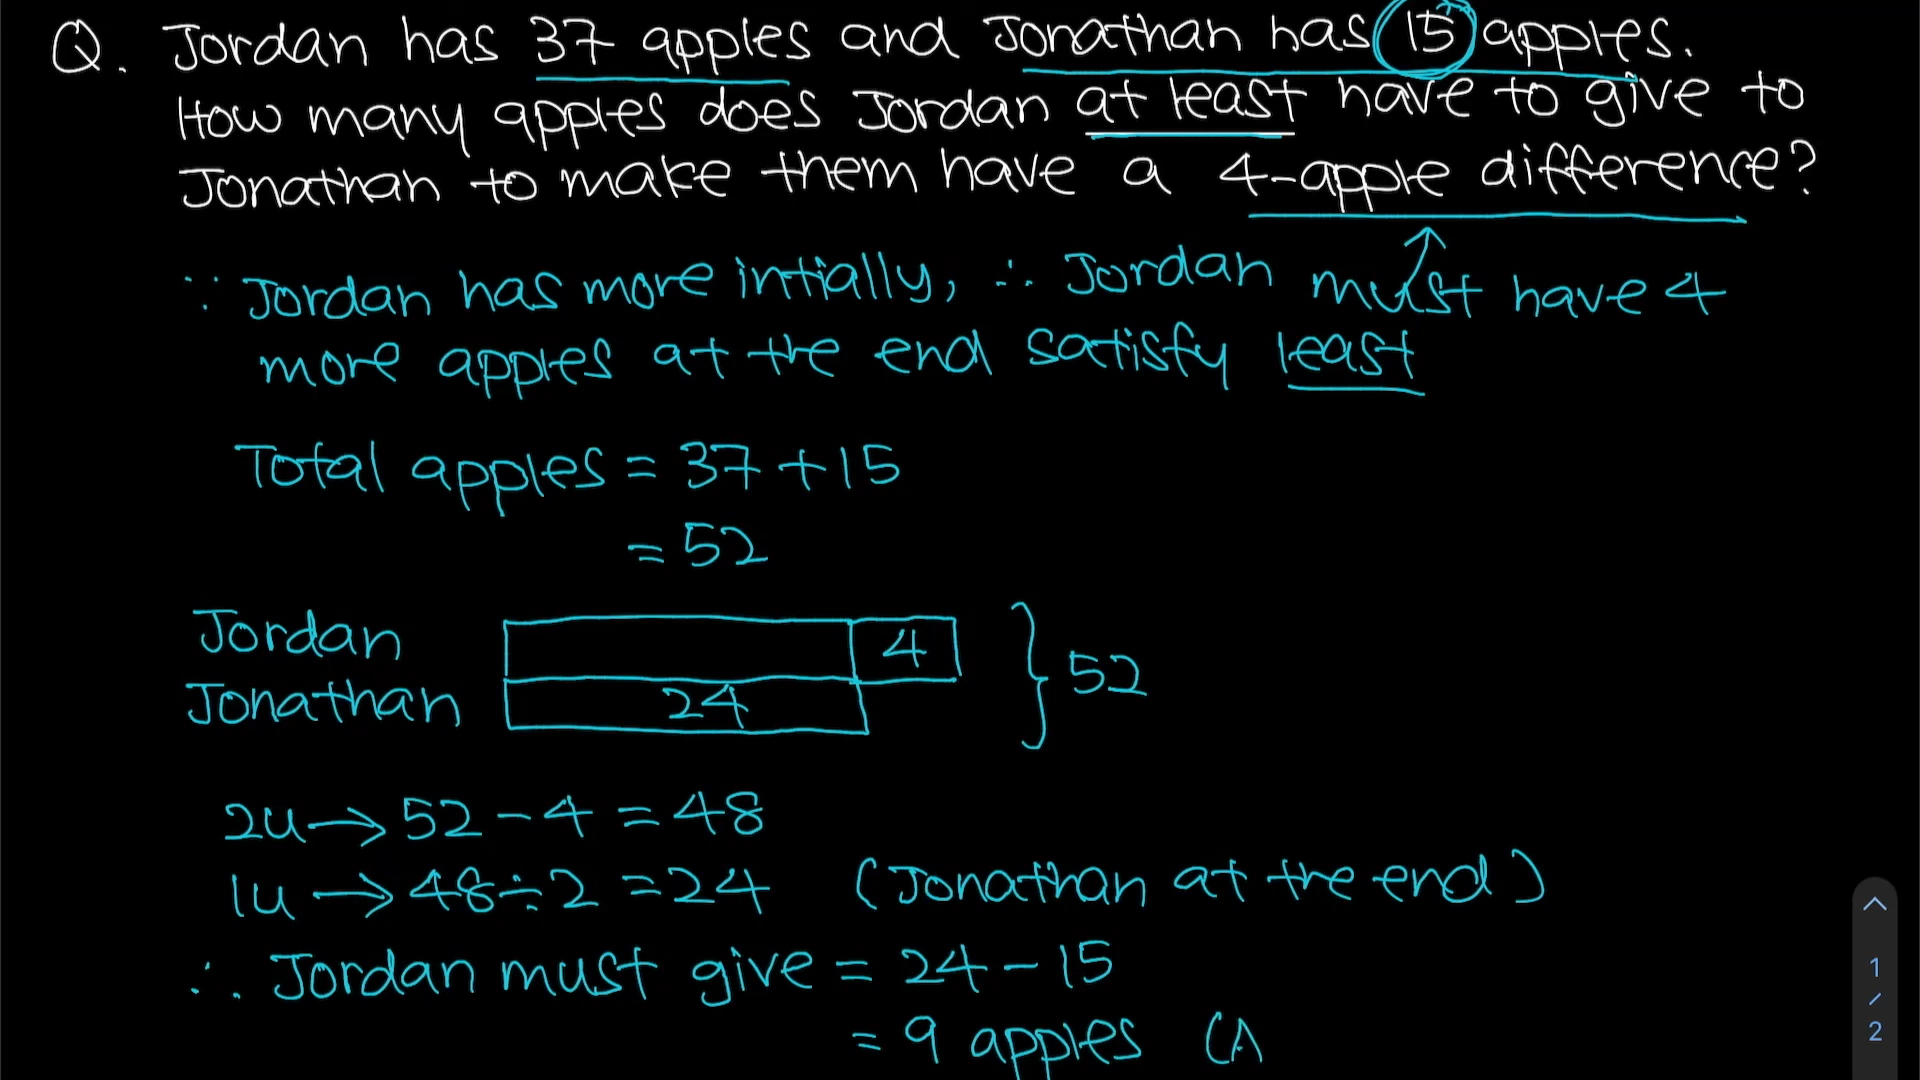 Q. Jordan has 37 apples and Jonathan has 15 apples.
How many apples does Jordan at least have to give to
Jonathan to make them have a 4-apple difference?
∵ Jordan has more intially, ∴ Jordan must have 4
more apples at the end satisfy least
Total apples = 37 + 15
= 52
Jordan 4
Jonathan 24
52
2u → 52 - 4 = 48
1u → 48 ÷ 2 = 24 (Jonathan at the end)
∴ Jordan must give = 24 - 15
= 9 apples (A
1
/
2